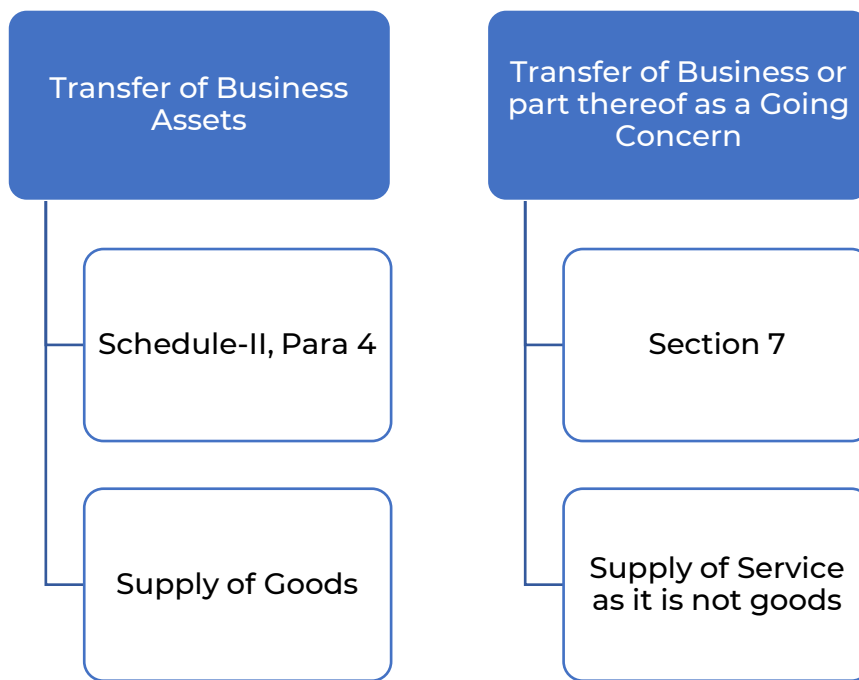 Transfer of Business
Assets
Schedule-II, Para 4
Supply of Goods
Transfer of Business or
part thereof as a Going
Concern
Section 7
Supply of Service
as it is not goods